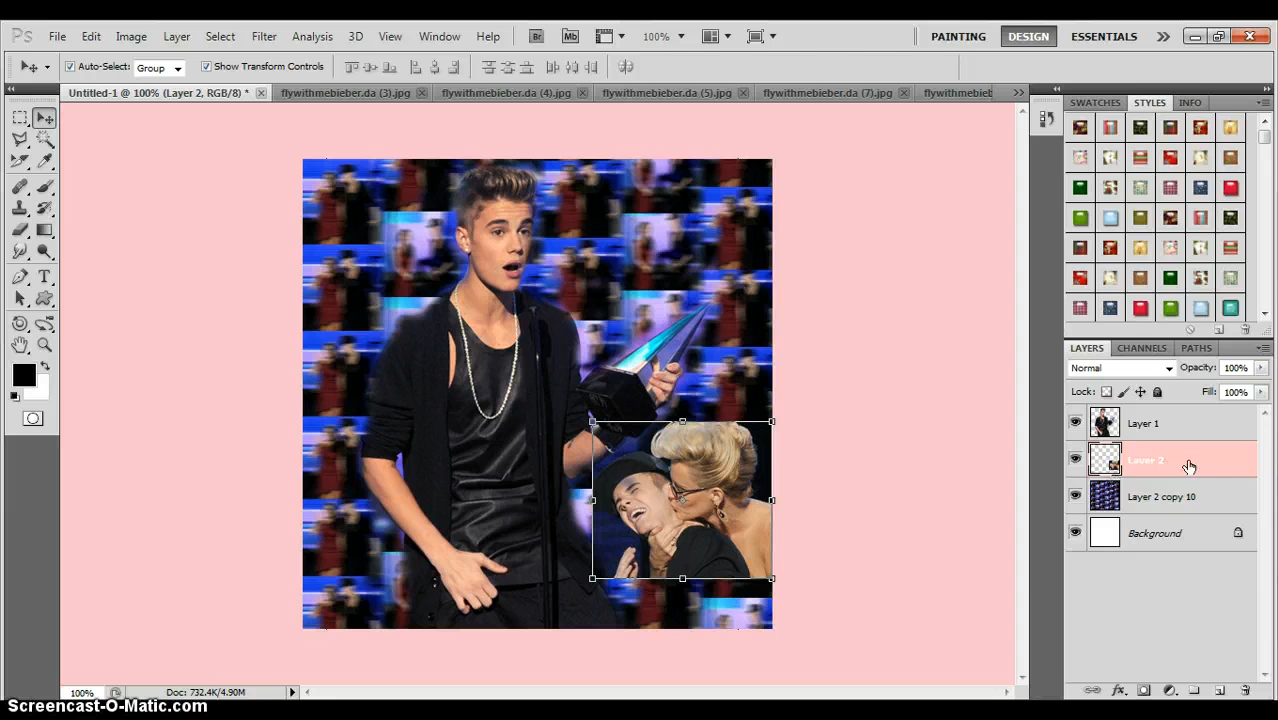 Ps File Edit Image Layer Select Filter Analysis 3D View Window Help Br Mb 100% PAINTING DESIGN ESSENTIALS
Auto-Select: Group Show Transform Controls
Untitled-1 @ 100% (Layer 2, RGB/8) * flywithmebieber.da (3).jpg flywithmebieber.da (4).jpg flywithmebieber.da (5).jpg flywithmebieber.da (7).jpg flywithmebieb
SWATCHES STYLES INFO
LAYERS CHANNELS PATHS
Normal Opacity: 100%
Lock: Fill: 100%
Layer 1
Layer 2
Layer 2 copy 10
Background
100% Doc: 732.4K/4.90M
Screencast-O-Matic.com